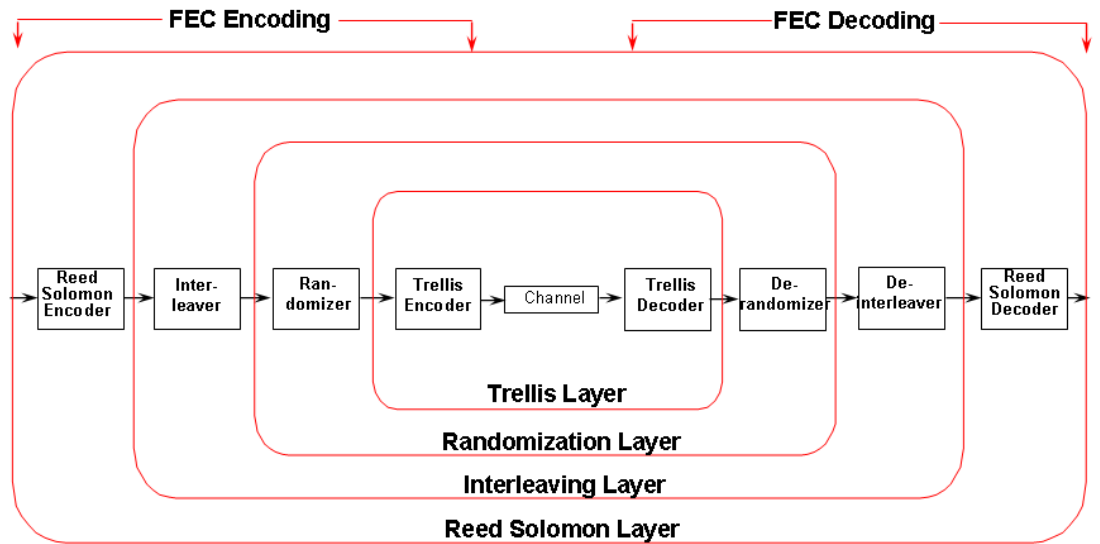 FEC Encoding
FEC Decoding
Reed
Solomon
Encoder
Inter-
leaver
Ran-
domizer
Trellis
Encoder
Channel
Trellis
Decoder
De-
randomizer
De-
interleaver
Reed
Solomon
Decoder
Trellis Layer
Randomization Layer
Interleaving Layer
Reed Solomon Layer